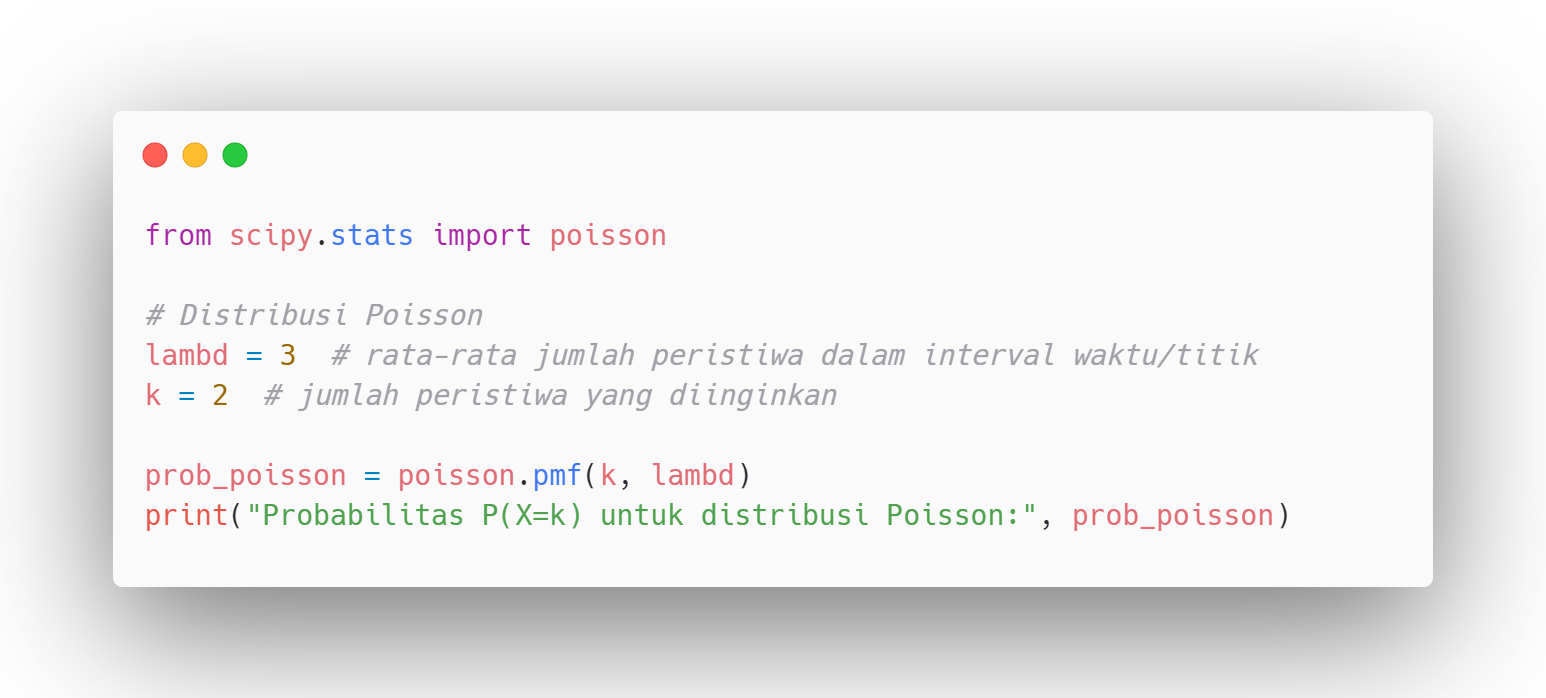 from scipy.stats import poisson
# Distribusi Poisson
lambd = 3  # rata-rata jumlah peristiwa dalam interval waktu/titik
k = 2  # jumlah peristiwa yang diinginkan
prob_poisson = poisson.pmf(k, lambd)
print("Probabilitas P(X=k) untuk distribusi Poisson:", prob_poisson)